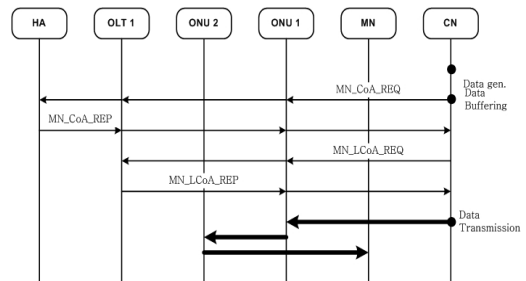 HA OLT 1 ONU 2 ONU 1 MN CN
Data gen.
MN_CoA_REQ
Data
Buffering
MN_CoA_REP
MN_LCoA_REQ
MN_LCoA_REP
Data
Transmission